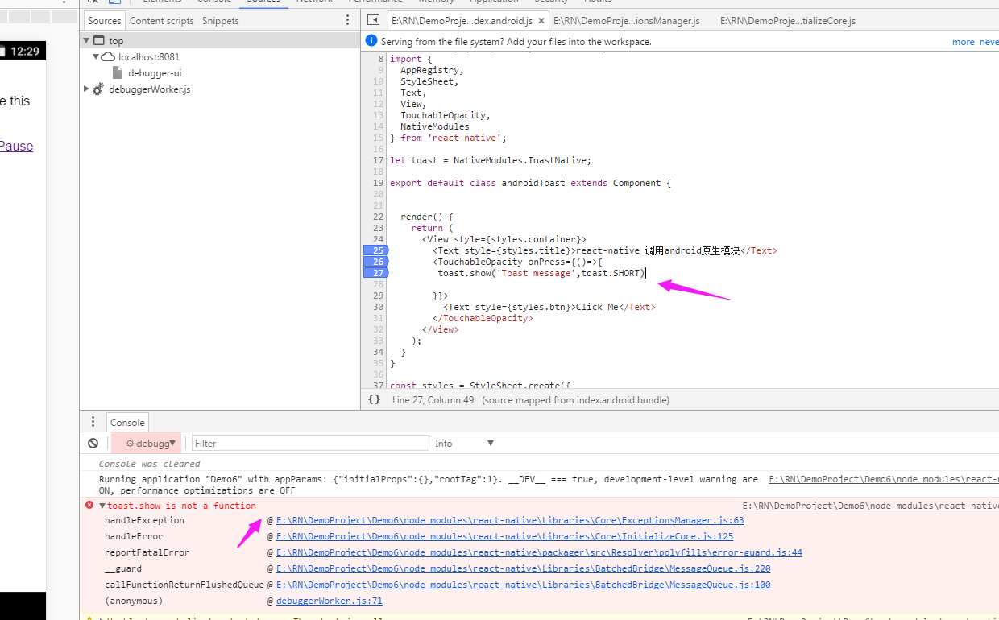 Elements Console Sources Network Performance Memory Application Security Audits
12:29
e this
Pause
Sources Content scripts Snippets
top
localhost:8081
debugger-ui
debuggerWorker.js
E:\RN\DemoProje...dex.android.js × E:\RN\DemoProje...ionsManager.js E:\RN\DemoProje...tializeCore.js
Serving from the file system? Add your files into the workspace. more neve
8 import {
9 AppRegistry,
10 StyleSheet,
11 Text,
12 View,
13 TouchableOpacity,
14 NativeModules
15 } from 'react-native';
16
17 let toast = NativeModules.ToastNative;
18
19 export default class androidToast extends Component {
20
21
22 render() {
23 return (
24 <View style={styles.container}>
25 <Text style={styles.title}>react-native 调用android原生模块</Text>
26 <TouchableOpacity onPress={()=>{
27 toast.show('Toast message',toast.SHORT)
28
29 }}>
30 <Text style={styles.btn}>Click Me</Text>
31 </TouchableOpacity>
32 </View>
33 );
34 }
35 }
36
37 const styles = StyleSheet.create({
{} Line 27, Column 49 (source mapped from index.android.bundle)
Console
debugg▼ Filter Info ▼
Console was cleared
Running application "Demo6" with appParams: {"initialProps":{},"rootTag":1}. __DEV__ === true, development-level warning are E:\RN\DemoProject\Demo6\node_modules\react-n
ON, performance optimizations are OFF
toast.show is not a function E:\RN\DemoProject\Demo6\node_modules\react-native
handleException @ E:\RN\DemoProject\Demo6\node_modules\react-native\Libraries\Core\ExceptionsManager.js:63
handleError @ E:\RN\DemoProject\Demo6\node_modules\react-native\Libraries\Core\InitializeCore.js:125
reportFatalError @ E:\RN\DemoProject\Demo6\node_modules\react-native\packager\src\Resolver\polyfills\error-guard.js:44
__guard @ E:\RN\DemoProject\Demo6\node_modules\react-native\Libraries\BatchedBridge\MessageQueue.js:220
callFunctionReturnFlushedQueue @ E:\RN\DemoProject\Demo6\node_modules\react-native\Libraries\BatchedBridge\MessageQueue.js:100
(anonymous) @ debuggerWorker.js:71